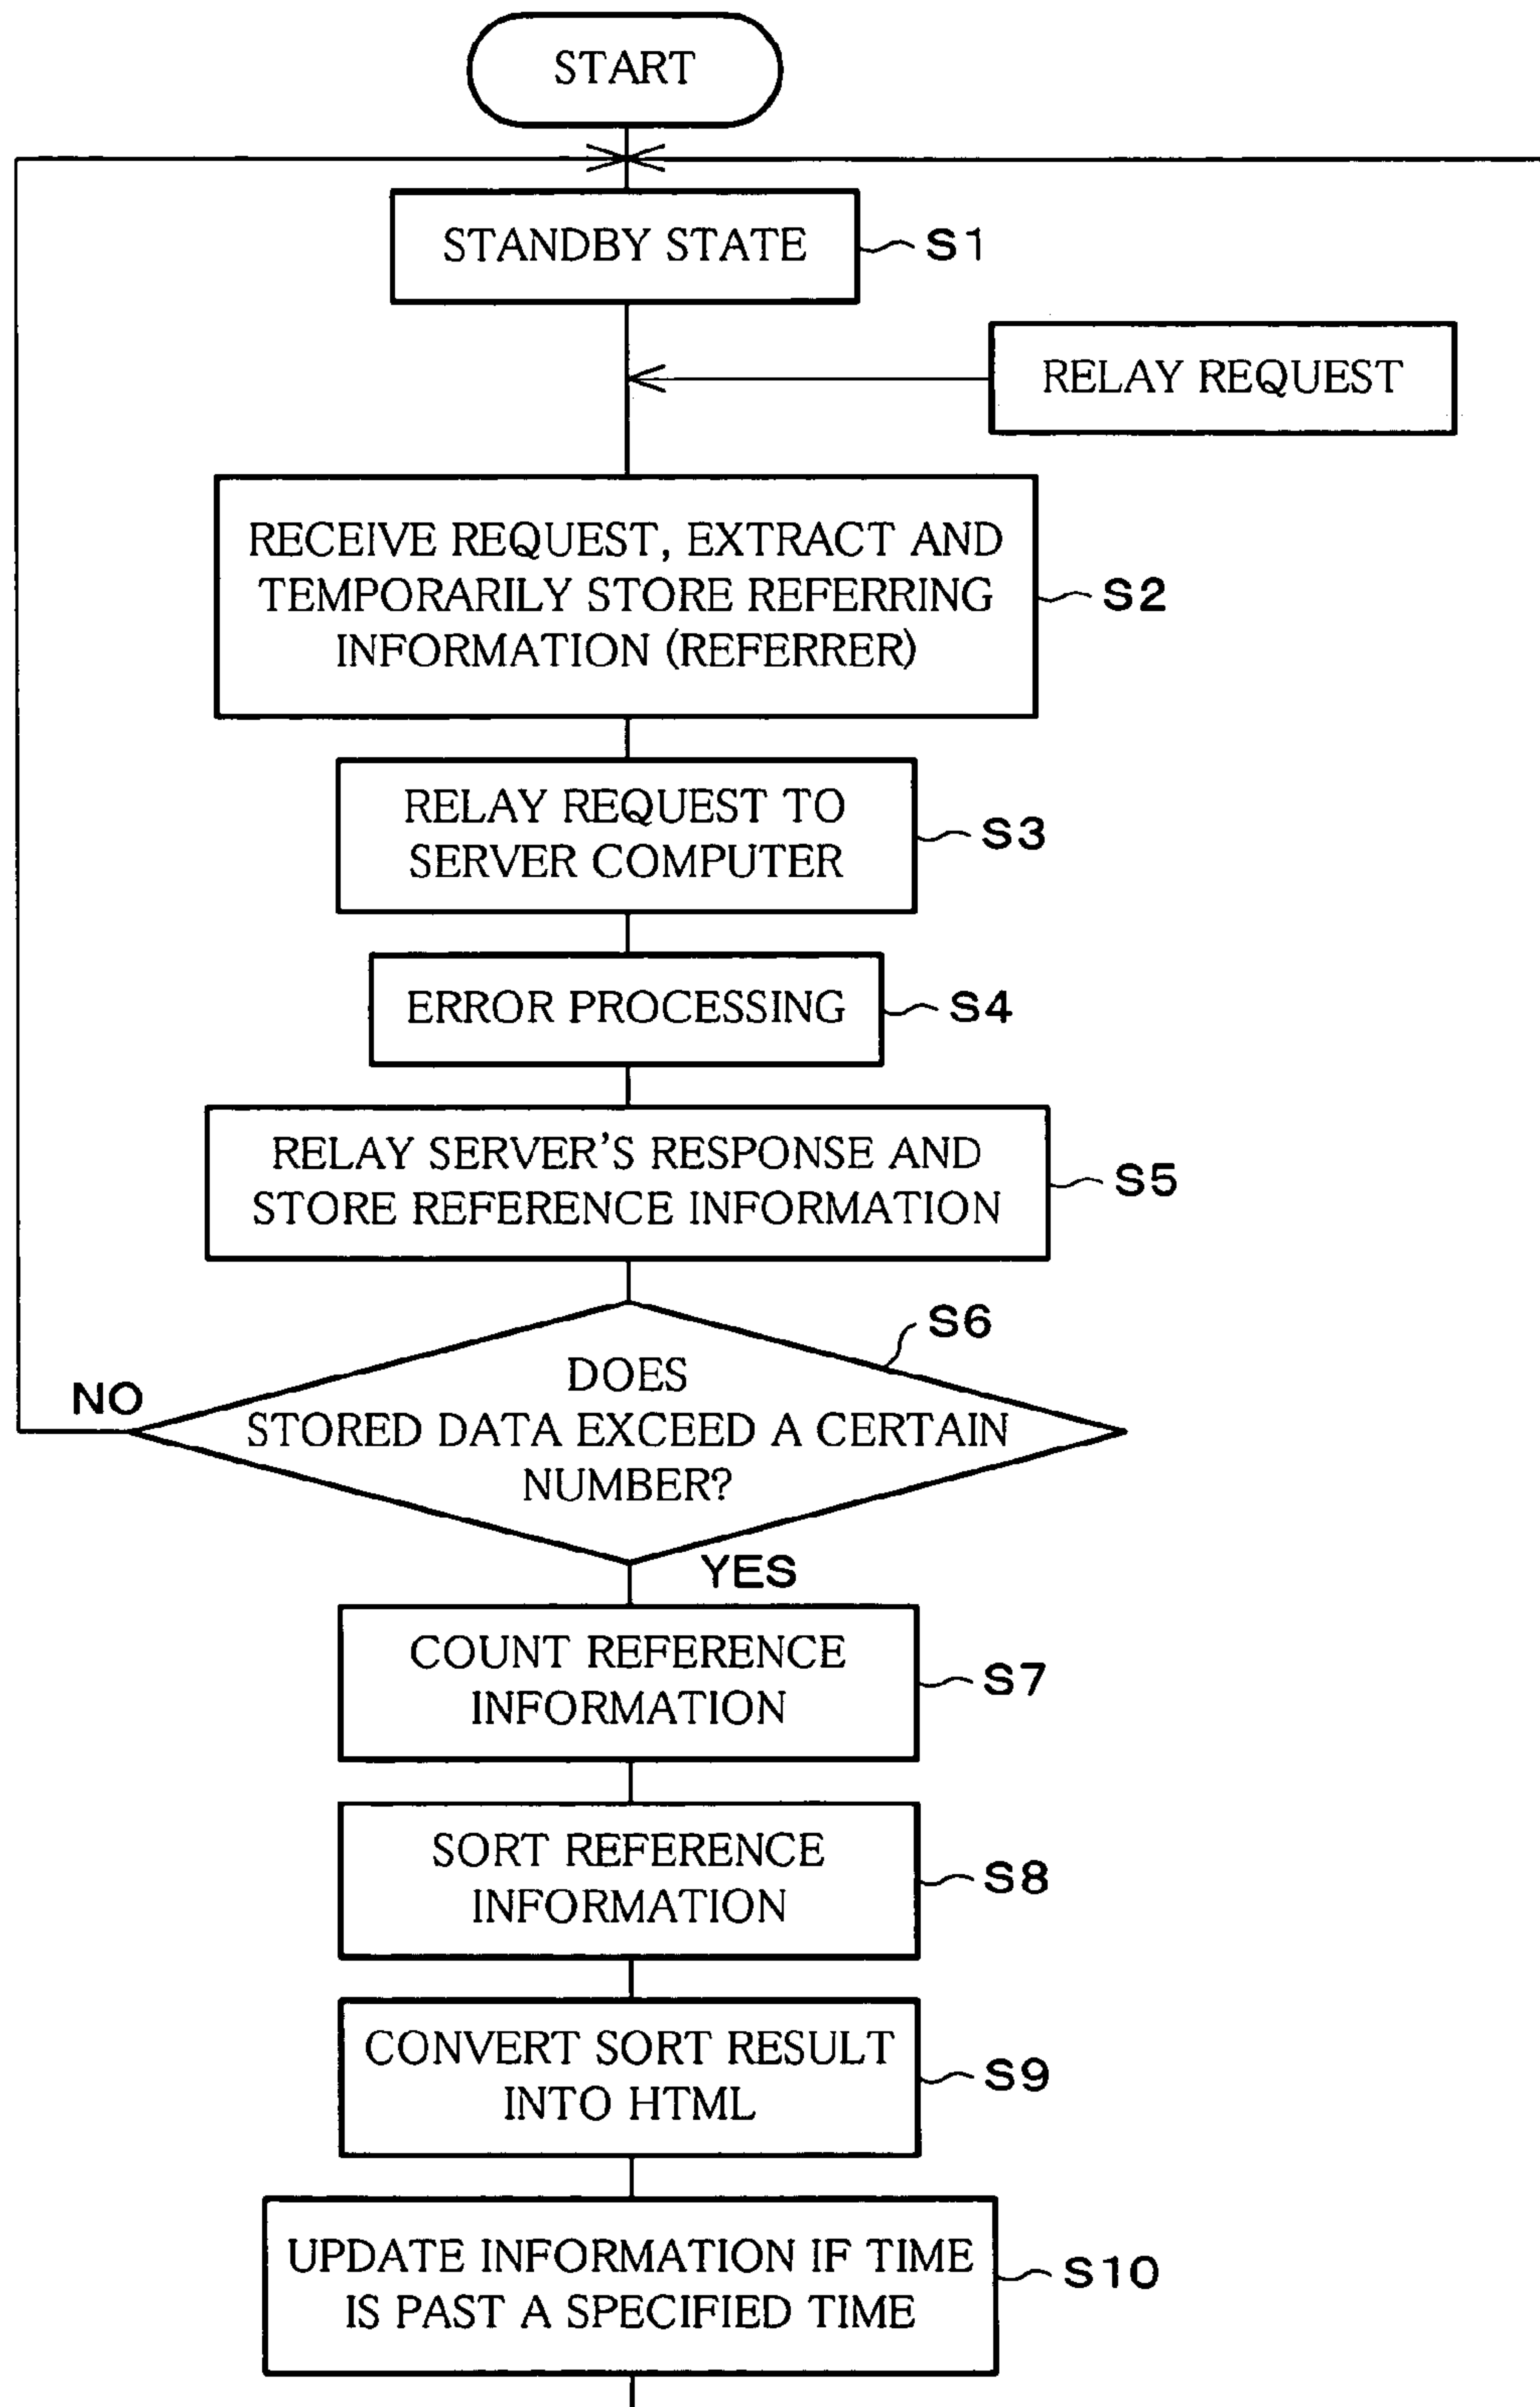 START
STANDBY STATE
S1
RELAY REQUEST
RECEIVE REQUEST, EXTRACT AND
TEMPORARILY STORE REFERRING
INFORMATION (REFERRER)
S2
RELAY REQUEST TO
SERVER COMPUTER
S3
ERROR PROCESSING
S4
RELAY SERVER'S RESPONSE AND
STORE REFERENCE INFORMATION
S5
S6
DOES
STORED DATA EXCEED A CERTAIN
NUMBER?
NO
YES
COUNT REFERENCE
INFORMATION
S7
SORT REFERENCE
INFORMATION
S8
CONVERT SORT RESULT
INTO HTML
S9
UPDATE INFORMATION IF TIME
IS PAST A SPECIFIED TIME
S10